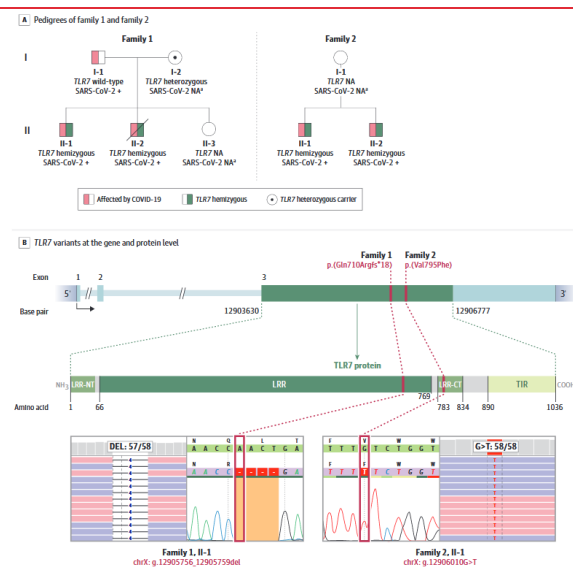 A Pedigrees of family 1 and family 2
Family 1
Family 2
I
I-1
TLR7 wild-type
SARS-CoV-2 +
I-2
TLR7 heterozygous
SARS-CoV-2 NAª
I-1
TLR7 NA
SARS-CoV-2 NAª
II
II-1
TLR7 hemizygous
SARS-CoV-2 +
II-2
TLR7 hemizygous
SARS-CoV-2 +
II-3
TLR7 NA
SARS-CoV-2 NAª
II-1
TLR7 hemizygous
SARS-CoV-2 +
II-2
TLR7 hemizygous
SARS-CoV-2 +
Affected by COVID-19
TLR7 hemizygous
TLR7 heterozygous carrier
B TLR7 variants at the gene and protein level
Family 1
p.(Gln710Argfs*18)
Family 2
p.(Val795Phe)
Exon 1 2 3
5' // // 3'
Base pair 12903630 12906777
TLR7 protein
NH3 LRR-NT LRR 769 LRR-CT TIR COOH
Amino acid 1 66 783 834 890 1036
DEL: 57/58
N Q L T
A A C C A A C T G A
N R
A A C C - - - - G A
F V W W
T T T G T C T G G T
F F W W
T T T T T C T G G T
G>T: 58/58
T
T
Family 1, II-1
chrX: g.12905756_12905759del
Family 2, II-1
chrX: g.12906010G>T